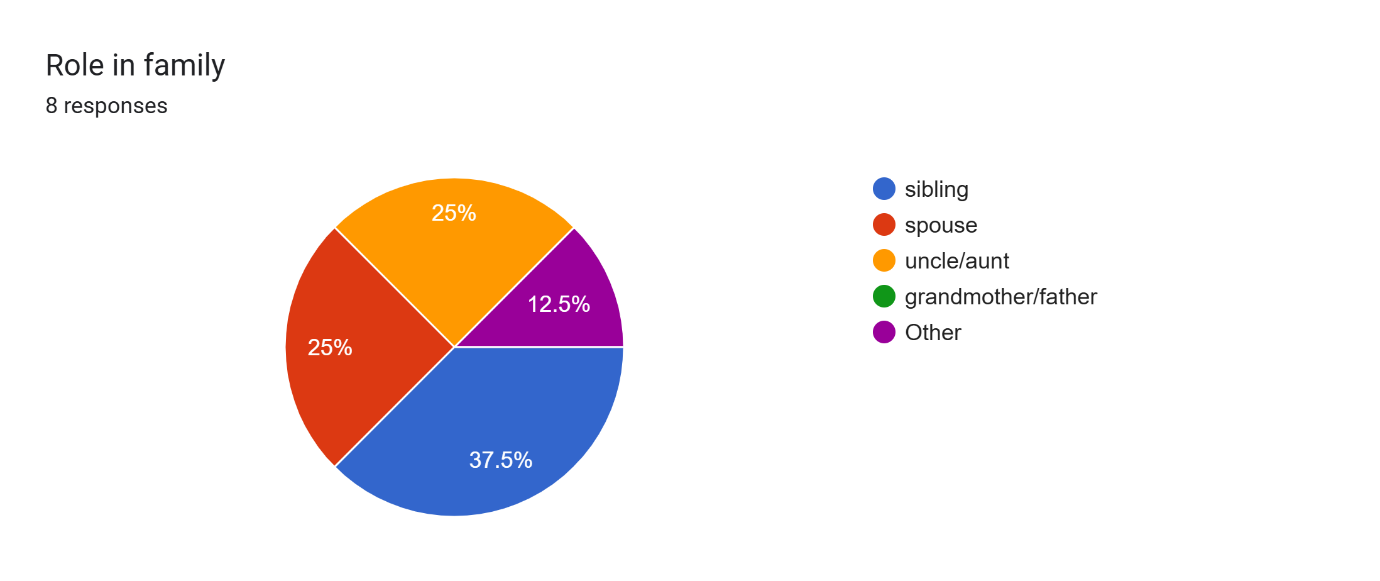 Role in family
8 responses
25%
12.5%
25%
37.5%
sibling
spouse
uncle/aunt
grandmother/father
Other